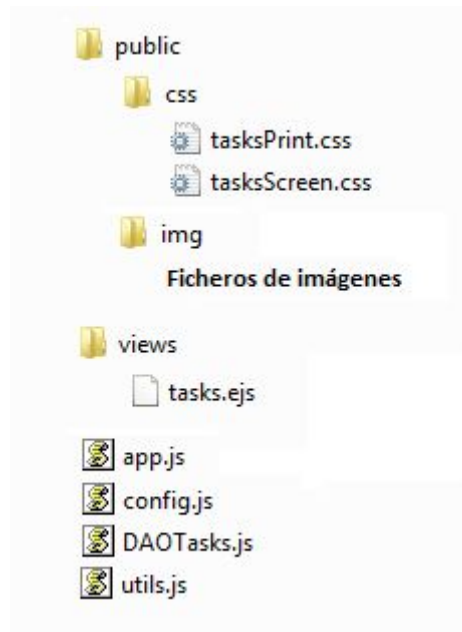 public
css
tasksPrint.css
tasksScreen.css
img
Ficheros de imágenes
views
tasks.ejs
app.js
config.js
DAOTasks.js
utils.js